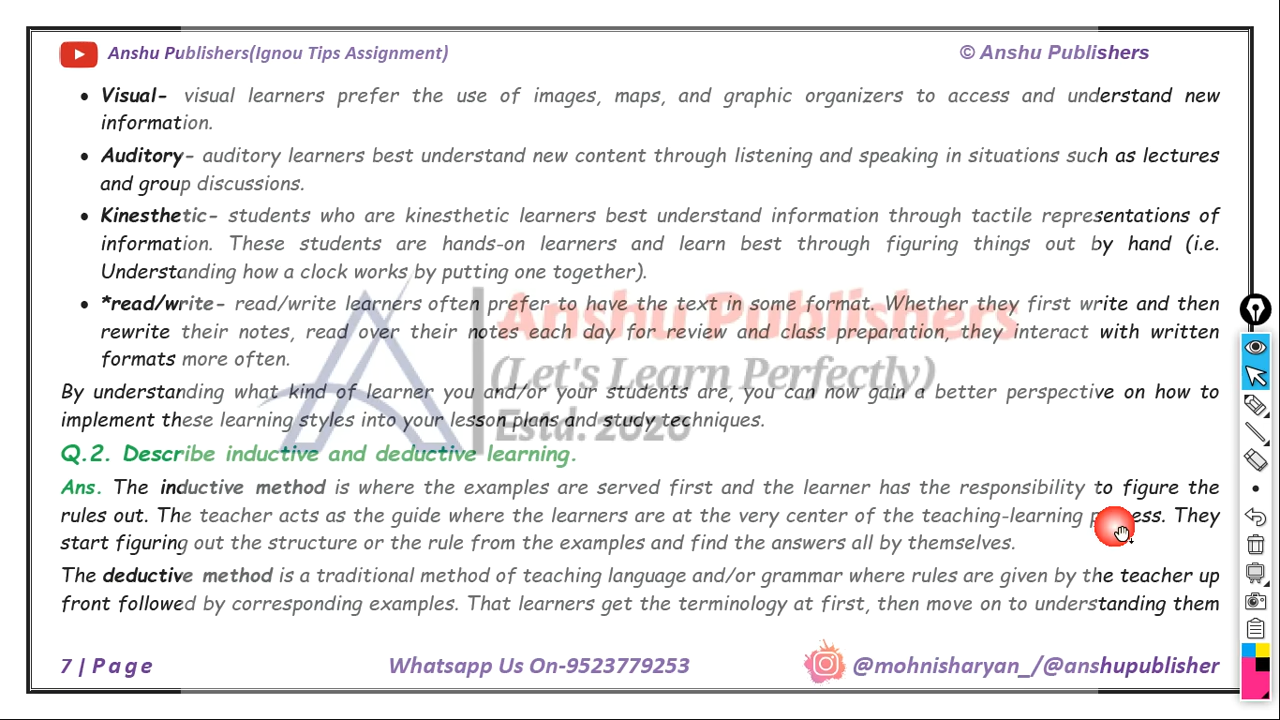 Anshu Publishers(Ignou Tips Assignment) © Anshu Publishers
• Visual- visual learners prefer the use of images, maps, and graphic organizers to access and understand new
information.
• Auditory- auditory learners best understand new content through listening and speaking in situations such as lectures
and group discussions.
• Kinesthetic- students who are kinesthetic learners best understand information through tactile representations of
information. These students are hands-on learners and learn best through figuring things out by hand (i.e.
Understanding how a clock works by putting one together).
• *read/write- read/write learners often prefer to have the text in some format. Whether they first write and then
rewrite their notes, read over their notes each day for review and class preparation, they interact with written
formats more often.
Anshu Publishers
(Let's Learn Perfectly)
Estd. 2020
By understanding what kind of learner you and/or your students are, you can now gain a better perspective on how to
implement these learning styles into your lesson plans and study techniques.
Q.2. Describe inductive and deductive learning.
Ans. The inductive method is where the examples are served first and the learner has the responsibility to figure the
rules out. The teacher acts as the guide where the learners are at the very center of the teaching-learning process. They
start figuring out the structure or the rule from the examples and find the answers all by themselves.
The deductive method is a traditional method of teaching language and/or grammar where rules are given by the teacher up
front followed by corresponding examples. That learners get the terminology at first, then move on to understanding them
7 | Page Whatsapp Us On-9523779253 @mohnisharyan_/@anshupublisher